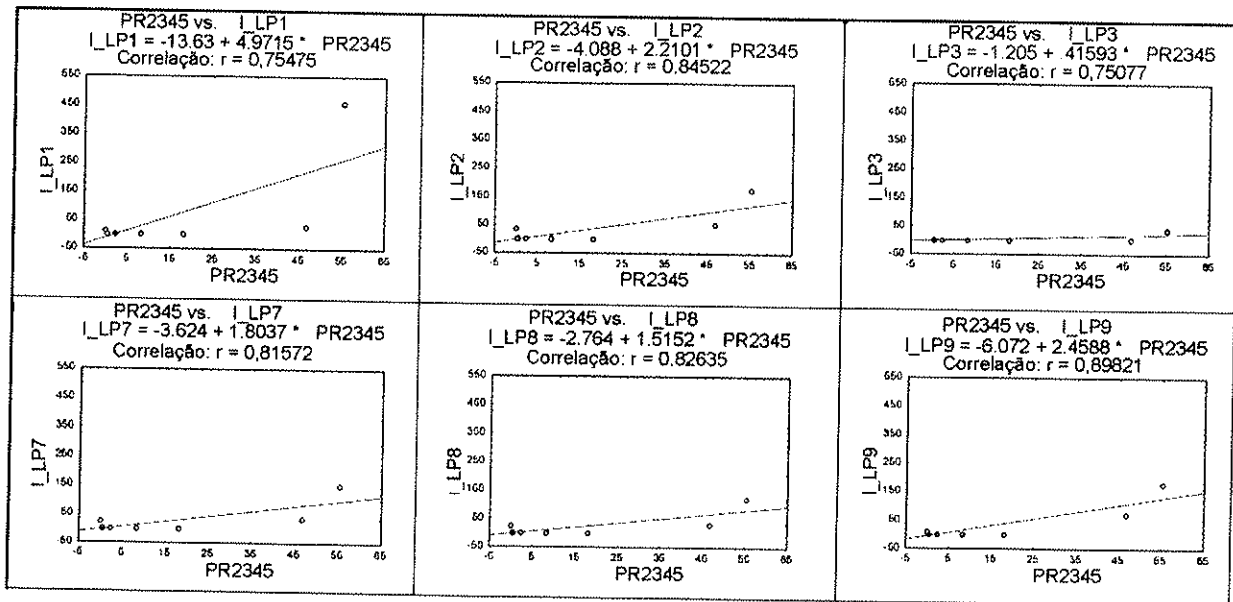 PR2345 vs. I_LP1
I_LP1 = -13.63 + 4.9715 * PR2345
Correlação: r = 0,75475
550
450
350
250
150
50
-50
I_LP1
-5 5 15 25 35 45 55 65
PR2345
PR2345 vs. I_LP2
I_LP2 = -4.088 + 2.2101 * PR2345
Correlação: r = 0,84522
550
450
350
250
150
50
-50
I_LP2
-5 5 15 25 35 45 55 65
PR2345
PR2345 vs. I_LP3
I_LP3 = -1.205 + .41593 * PR2345
Correlação: r = 0,75077
650
450
350
250
150
50
-50
I_LP3
-5 5 15 25 35 45 55 65
PR2345
PR2345 vs. I_LP7
I_LP7 = -3.624 + 1.8037 * PR2345
Correlação: r = 0,81572
550
450
350
250
150
50
-50
I_LP7
-5 5 15 25 35 45 55 65
PR2345
PR2345 vs. I_LP8
I_LP8 = -2.764 + 1.5152 * PR2345
Correlação: r = 0,82635
550
450
350
250
150
50
-50
I_LP8
-5 5 15 25 35 45 55 65
PR2345
PR2345 vs. I_LP9
I_LP9 = -6.072 + 2.4588 * PR2345
Correlação: r = 0,89821
550
450
350
250
150
50
-50
I_LP9
-5 5 15 25 35 45 55 65
PR2345